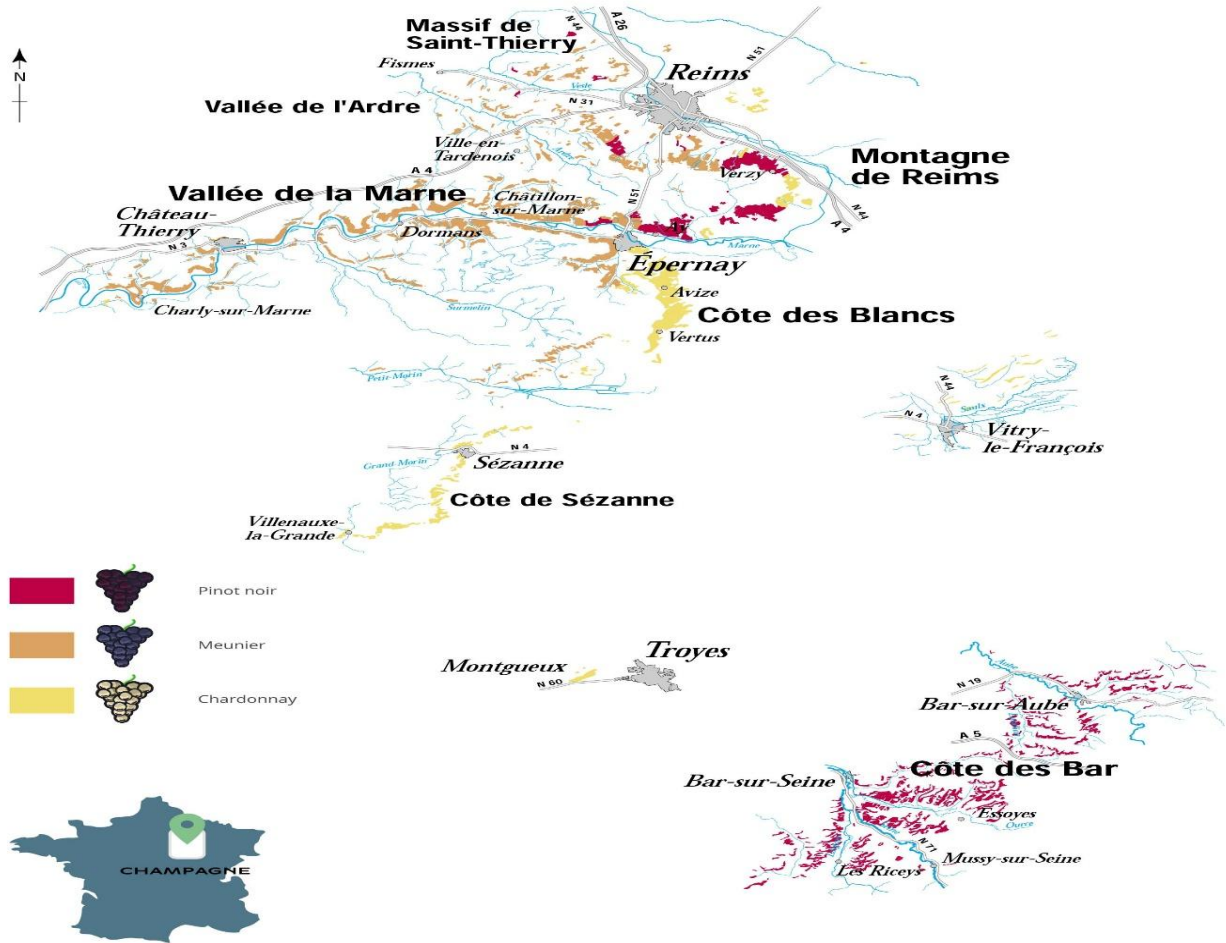 Massif de
Saint-Thierry
N 44
A 26
N 51
Fismes
Reims
Vesle
N 31
Vallée de l'Ardre
Ville-en-
Tardenois
Ardre
A 4
Montagne
de Reims
Verzy
Vallée de la Marne
Châtillon-
sur-Marne
N 51
N 44
A 4
Château-
Thierry
N 3
Dormans
Aÿ
Marne
Épernay
Avize
Charly-sur-Marne
Surmelin
Côte des Blancs
Vertus
Petit-Morin
N 44
Saulx
N 4
Vitry-
le-François
N 4
Grand-Morin
Sézanne
Côte de Sézanne
Villenauxe-
la-Grande
Pinot noir
Meunier
Chardonnay
Troyes
Montgueux
N 60
Aube
N 19
Bar-sur-Aube
A 5
Côte des Bar
Bar-sur-Seine
Essoyes
Ource
N 71
Mussy-sur-Seine
Les Riceys
CHAMPAGNE
N